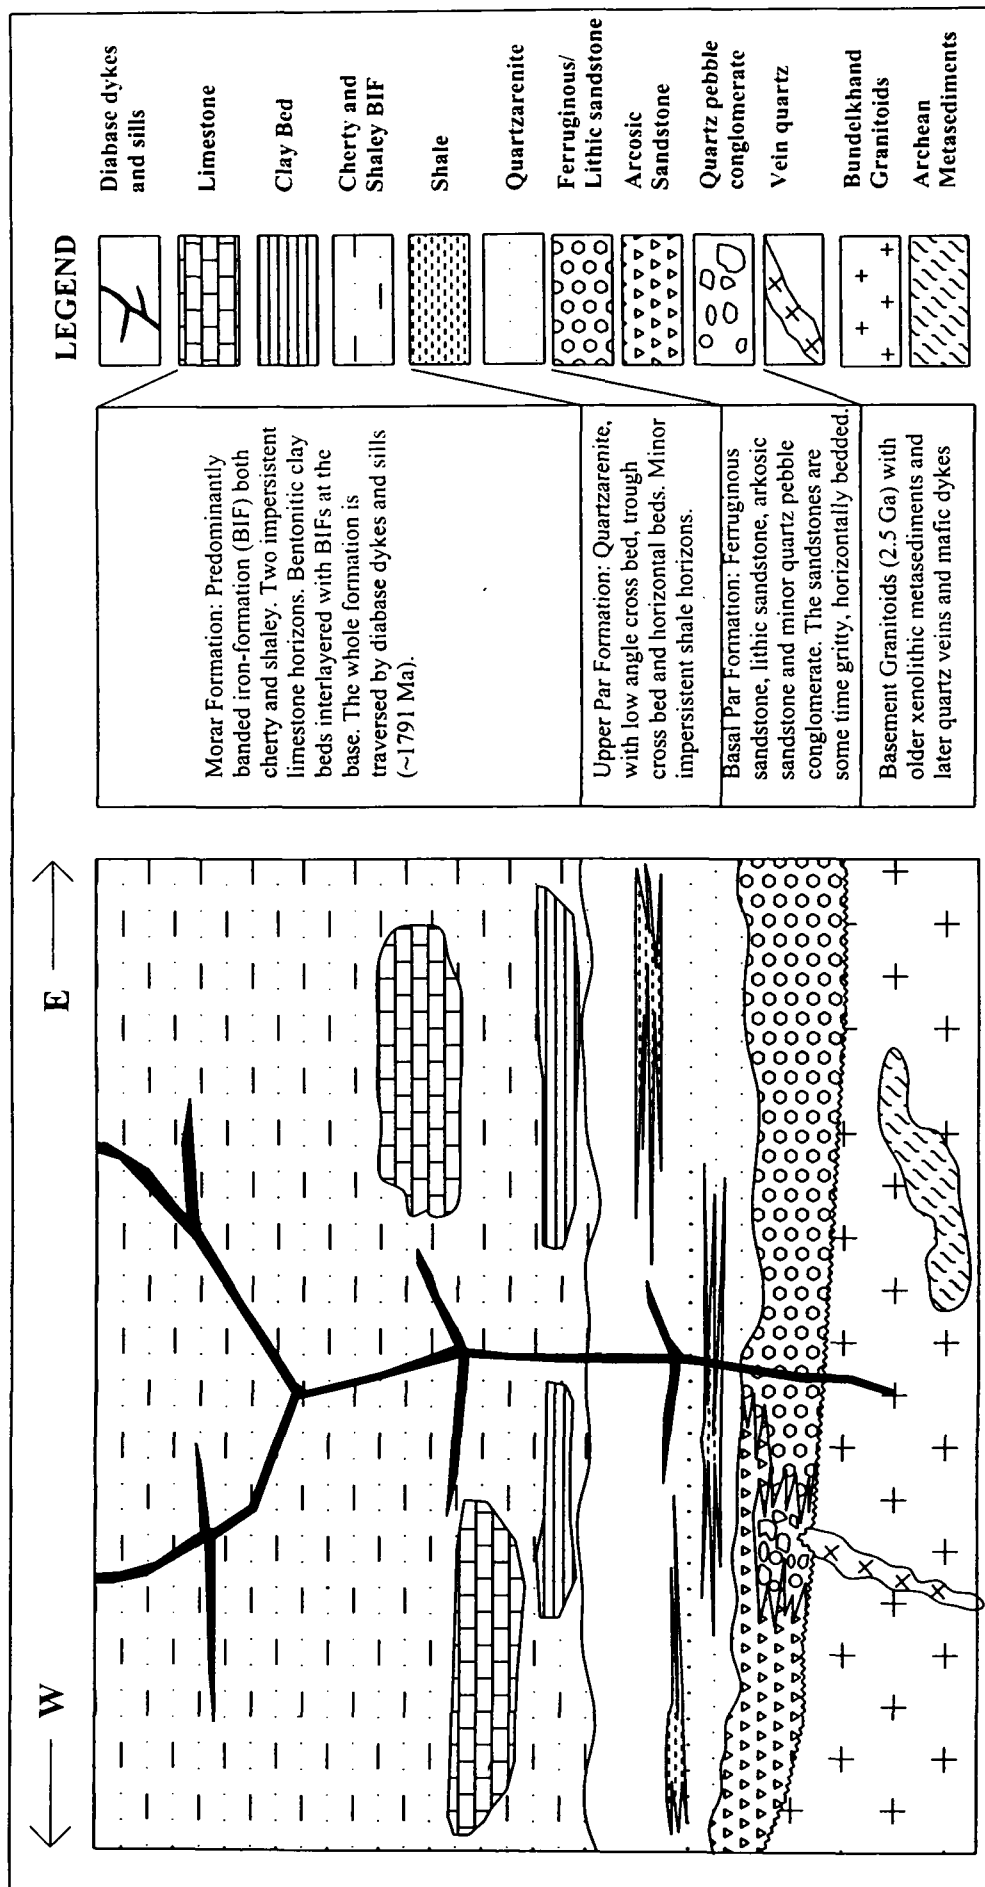 W
E
LEGEND
Diabase dykes
and sills
Limestone
Clay Bed
Cherty and
Shaley BIF
Shale
Quartzarenite
Ferruginous/
Lithic sandstone
Arcosic
Sandstone
Quartz pebble
conglomerate
Vein quartz
Bundelkhand
Granitoids
Archean
Metasediments
Morar Formation: Predominantly
banded iron-formation (BIF) both
cherty and shaley. Two impersistent
limestone horizons. Bentonitic clay
beds interlayered with BIFs at the
base. The whole formation is
traversed by diabase dykes and sills
(~1791 Ma).
Upper Par Formation: Quartzarenite,
with low angle cross bed, trough
cross bed and horizontal beds. Minor
impersistent shale horizons.
Basal Par Formation: Ferruginous
sandstone, lithic sandstone, arkosic
sandstone and minor quartz pebble
conglomerate. The sandstones are
some time gritty, horizontally bedded.
Basement Granitoids (2.5 Ga) with
older xenolithic metasediments and
later quartz veins and mafic dykes